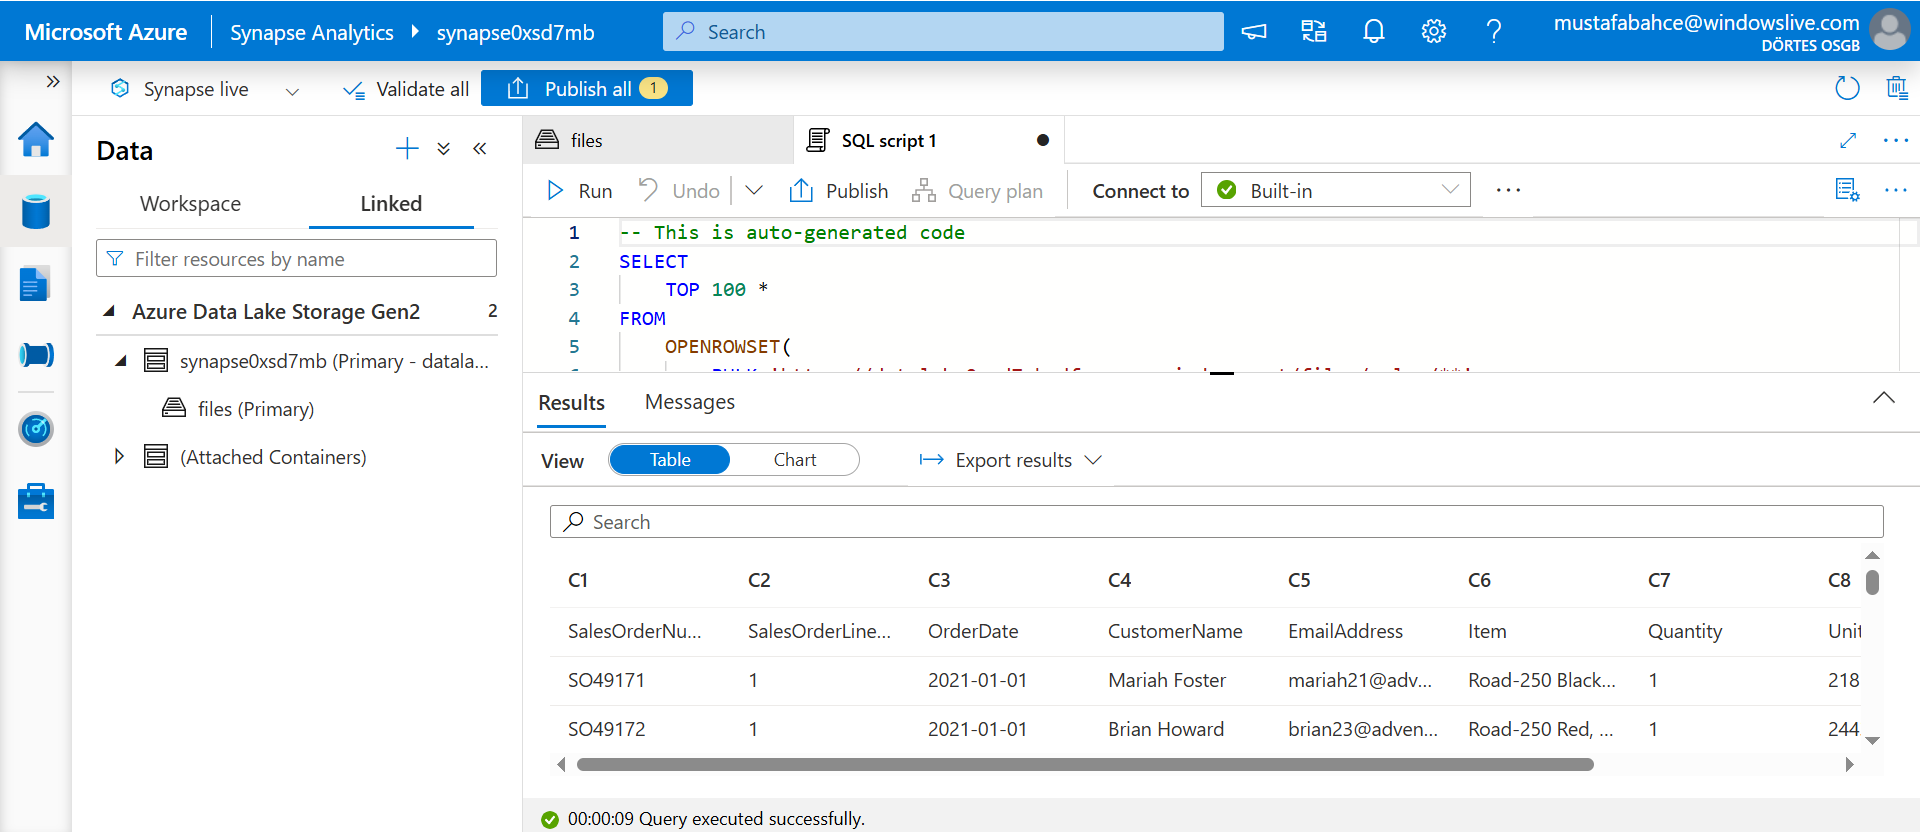 Microsoft Azure
Synapse Analytics
synapse0xsd7mb
Search
mustafabahce@windowslive.com
DÖRTES OSGB
Synapse live
Validate all
Publish all 1
Data
Workspace
Linked
Filter resources by name
Azure Data Lake Storage Gen2 2
synapse0xsd7mb (Primary - datala...
files (Primary)
(Attached Containers)
files
SQL script 1
Run
Undo
Publish
Query plan
Connect to
Built-in
1 -- This is auto-generated code
2 SELECT
3 TOP 100 *
4 FROM
5 OPENROWSET(
Results
Messages
View
Table
Chart
Export results
Search
C1 C2 C3 C4 C5 C6 C7 C8
SalesOrderNu... SalesOrderLine... OrderDate CustomerName EmailAddress Item Quantity Unit
SO49171 1 2021-01-01 Mariah Foster mariah21@adv... Road-250 Black... 1 218
SO49172 1 2021-01-01 Brian Howard brian23@adven... Road-250 Red, ... 1 244
00:00:09 Query executed successfully.